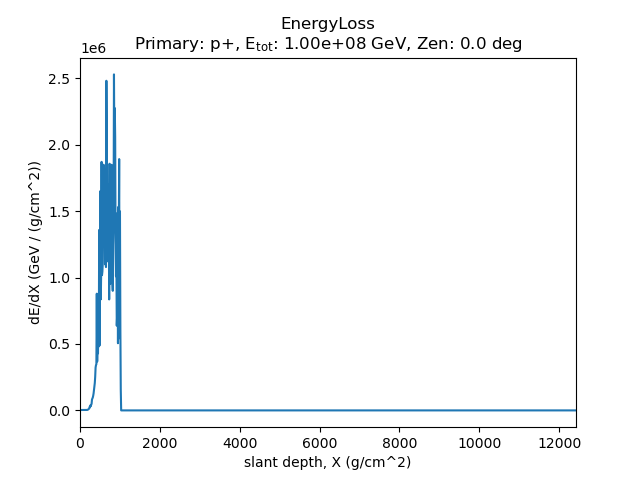 EnergyLoss
Primary: p+, E_tot: 1.00e+08 GeV, Zen: 0.0 deg
1e6
2.5
2.0
1.5
1.0
0.5
0.0
dE/dX (GeV / (g/cm^2))
0 2000 4000 6000 8000 10000 12000
slant depth, X (g/cm^2)